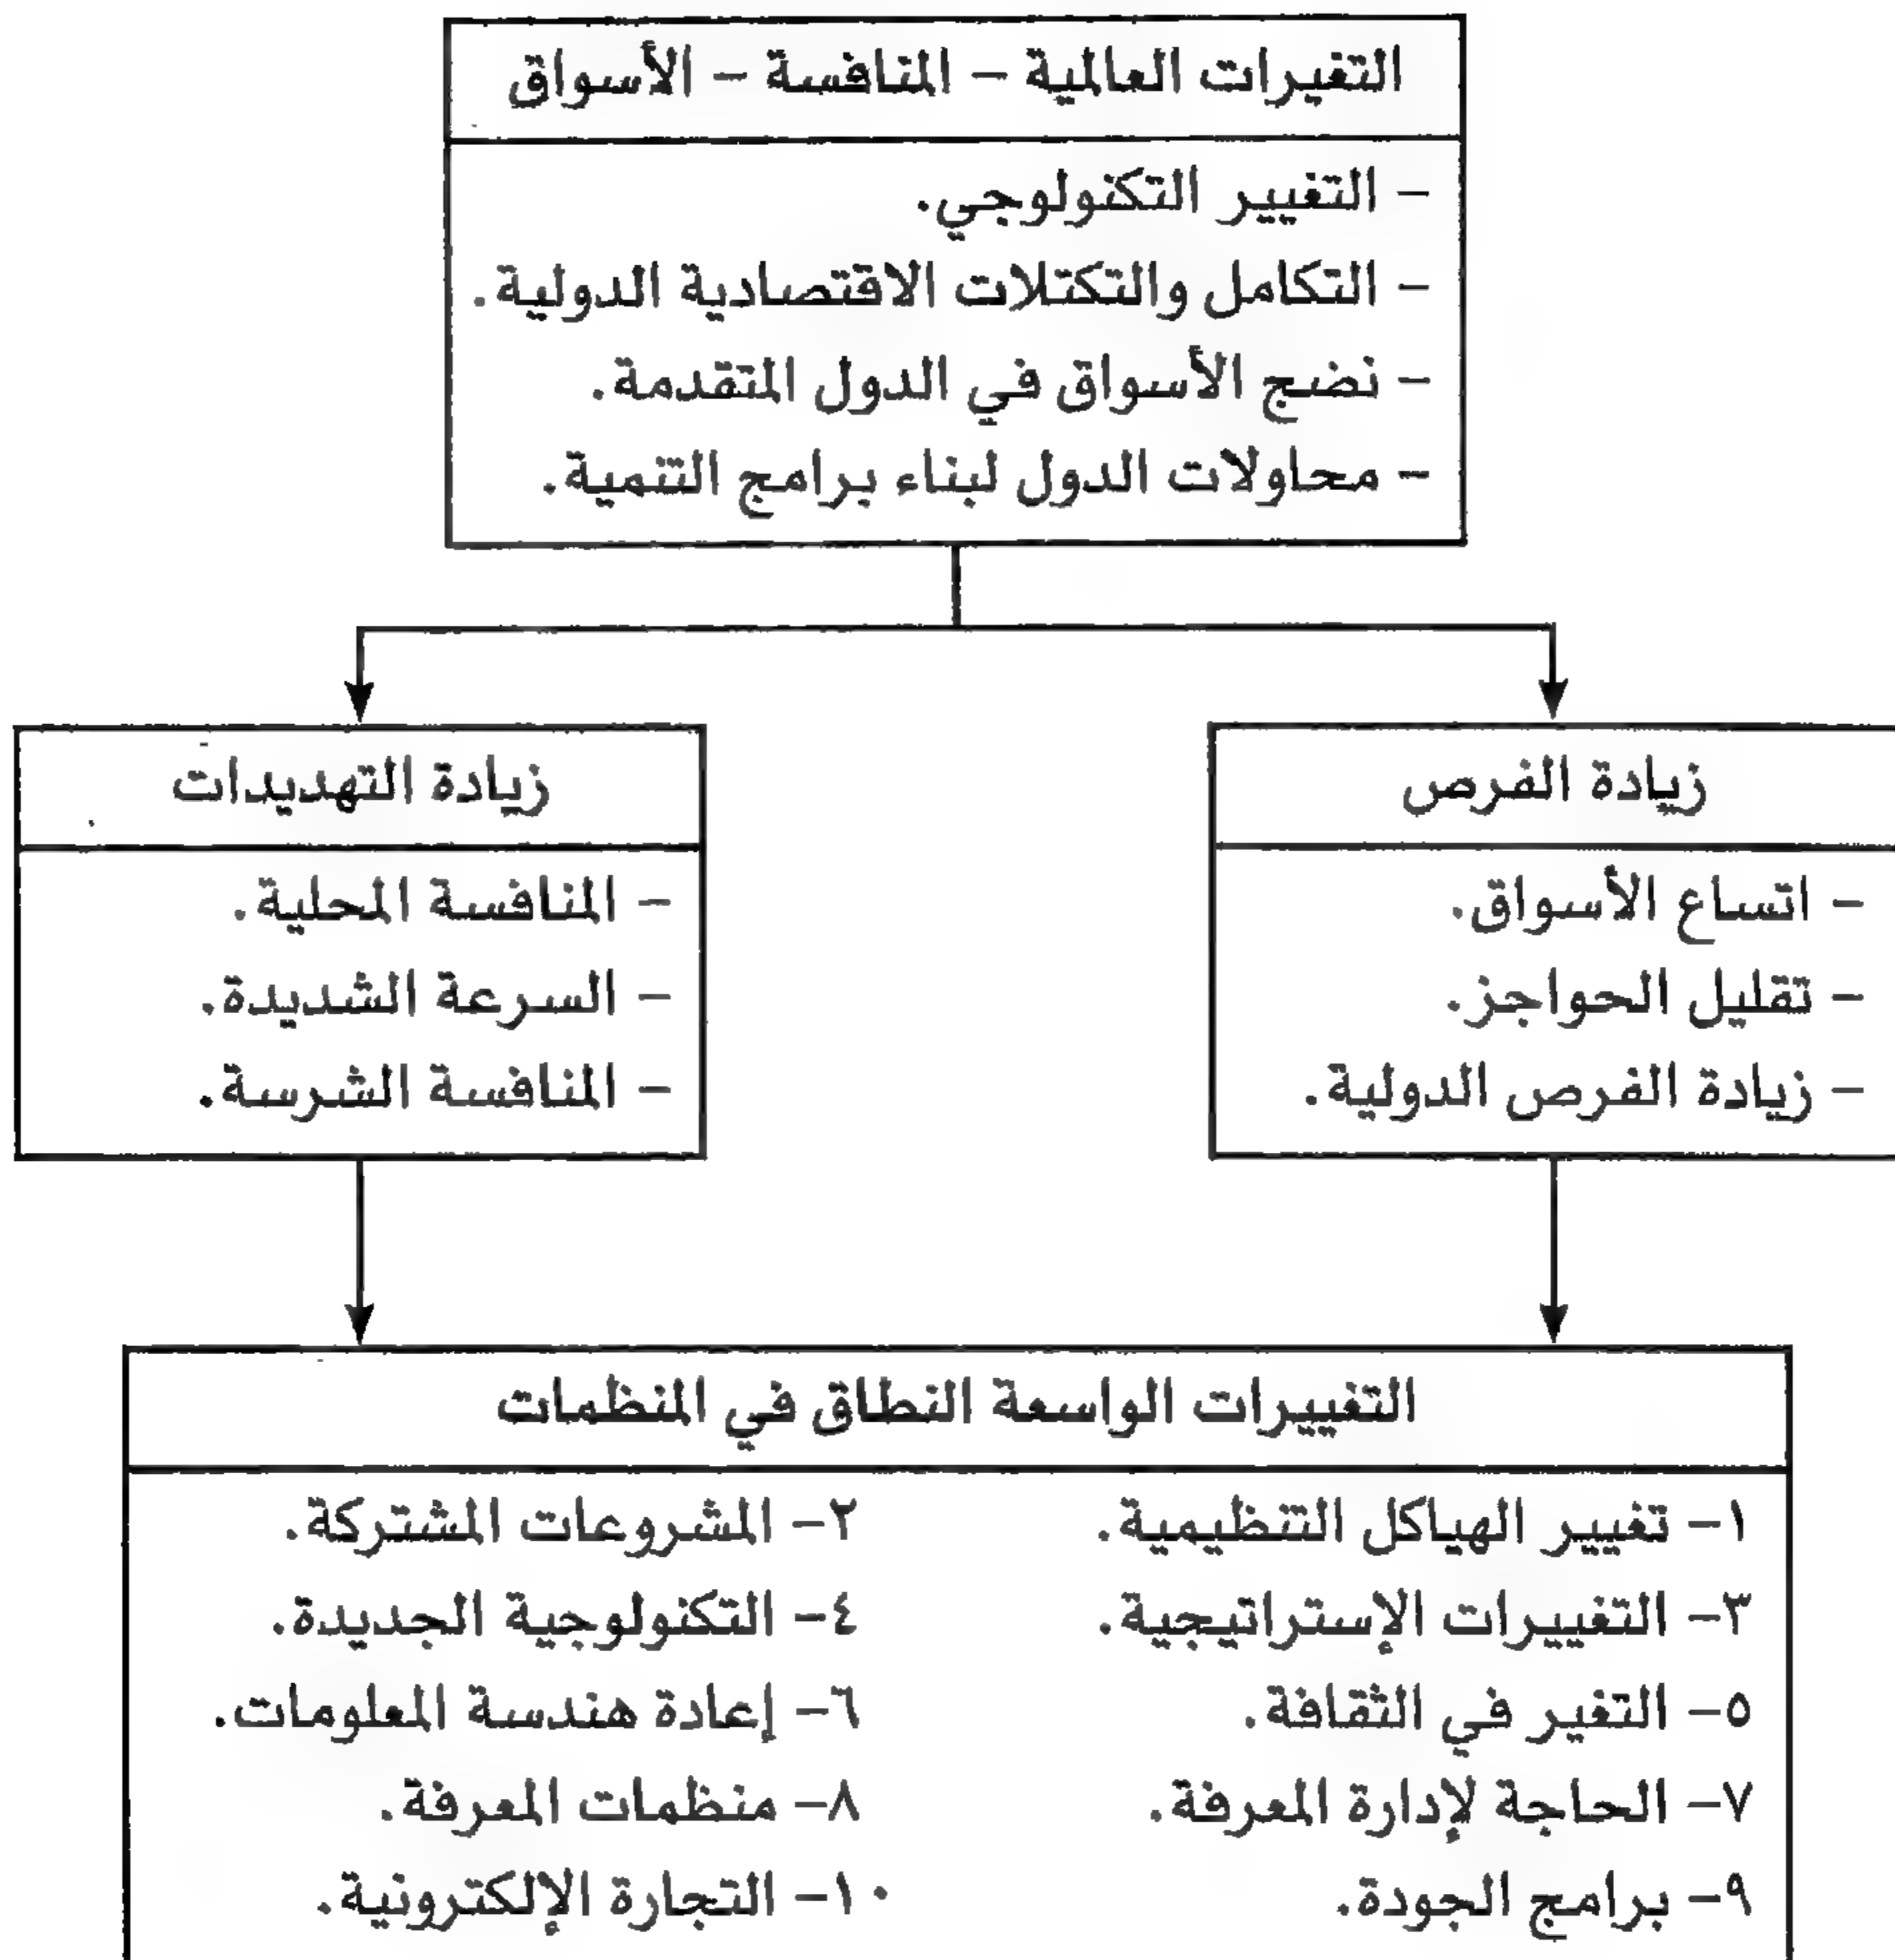 التغيرات العالمية – المنافسة – الأسواق
– التغيير التكنولوجي.
– التكامل والتكتلات الاقتصادية الدولية.
– نضج الأسواق في الدول المتقدمة.
– محاولات الدول لبناء برامج التنمية.
زيادة الفرص
– اتساع الأسواق.
– تقليل الحواجز.
– زيادة الفرص الدولية.
زيادة التهديدات
– المنافسة المحلية.
– السرعة الشديدة.
– المنافسة الشرسة.
التغييرات الواسعة النطاق في المنظمات
١– تغيير الهياكل التنظيمية.
٢– المشروعات المشتركة.
٣– التغييرات الإستراتيجية.
٤– التكنولوجية الجديدة.
٥– التغير في الثقافة.
٦– إعادة هندسة المعلومات.
٧– الحاجة لإدارة المعرفة.
٨– منظمات المعرفة.
٩– برامج الجودة.
١٠– التجارة الإلكترونية.